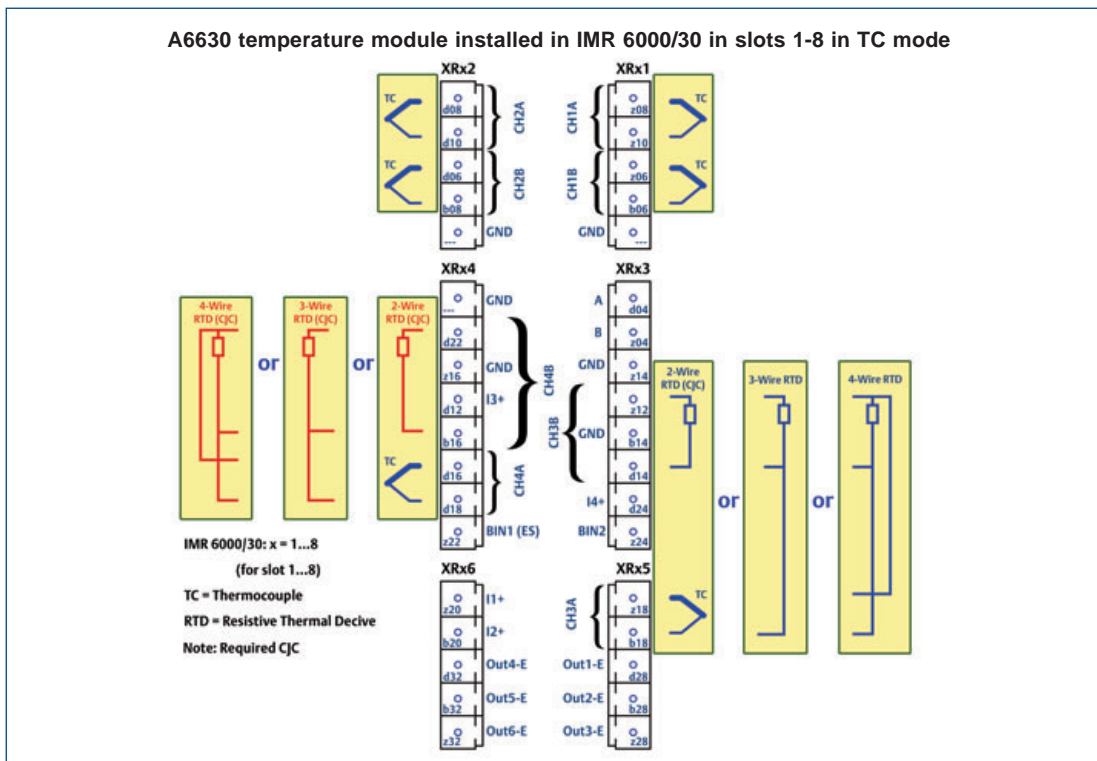 A6630 temperature module installed in IMR 6000/30 in slots 1-8 in TC mode
XRx2
XRx1
TC
d08
d10
CH2A
TC
d06
b08
CH2B
---
GND
CH1A
z08
z10
TC
CH1B
z06
b06
TC
GND
---
XRx4
XRx3
4-Wire
RTD (CJC)
or
3-Wire
RTD (CJC)
or
2-Wire
RTD (CJC)
TC
---
GND
d22
z16
GND
d12
I3+
b16
CH4B
d16
d18
CH4A
z22
BIN1 (ES)
A
d04
B
z04
GND
z14
z12
GND
b14
d14
CH3B
I4+
d24
BIN2
z24
2-Wire
RTD (CJC)
or
3-Wire RTD
or
4-Wire RTD
TC
IMR 6000/30: x = 1...8
(for slot 1...8)
TC = Thermocouple
RTD = Resistive Thermal Decive
Note: Required CJC
XRx6
XRx5
z20
I1+
b20
I2+
d32
Out4-E
b32
Out5-E
z32
Out6-E
CH3A
z18
b18
Out1-E
d28
Out2-E
b28
Out3-E
z28